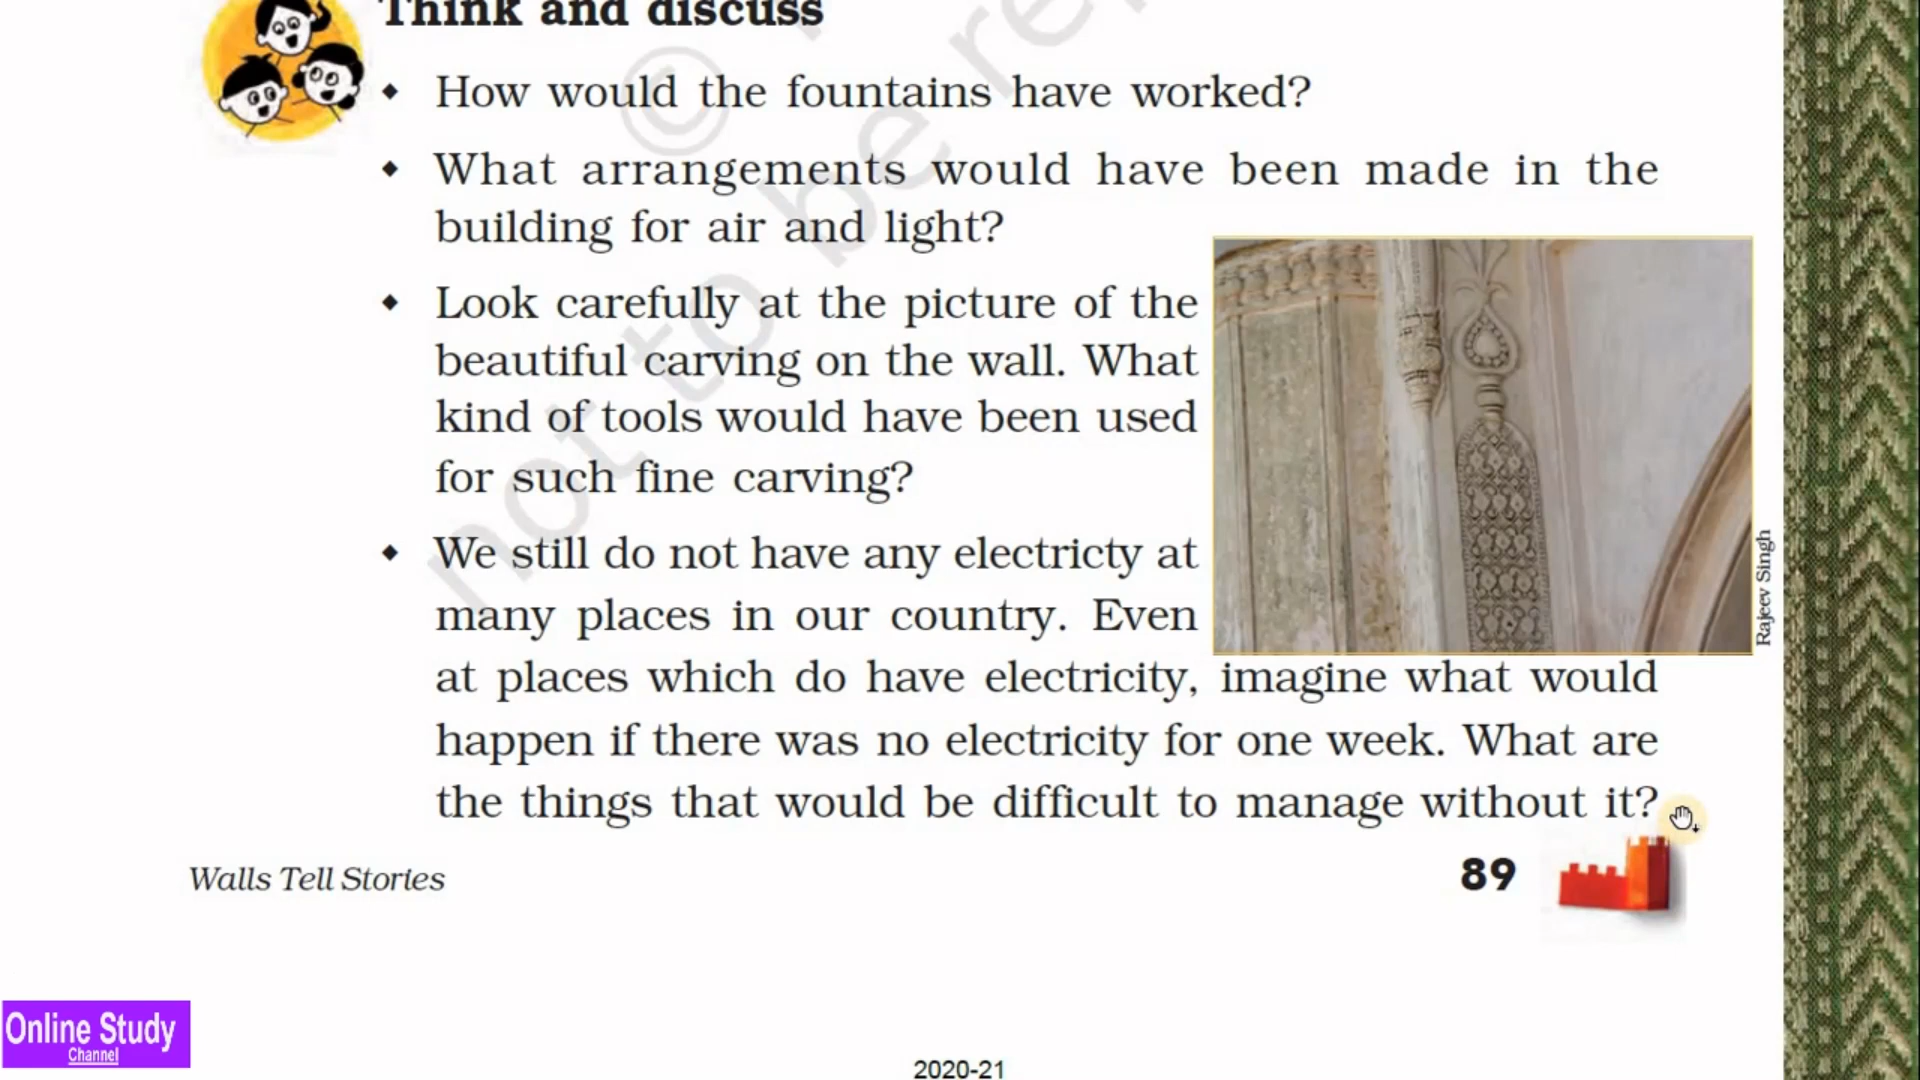 Think and discuss
◆ How would the fountains have worked?
◆ What arrangements would have been made in the
building for air and light?
◆ Look carefully at the picture of the
beautiful carving on the wall. What
kind of tools would have been used
for such fine carving?
◆ We still do not have any electricty at
many places in our country. Even
at places which do have electricity, imagine what would
happen if there was no electricity for one week. What are
the things that would be difficult to manage without it?
Rajeev Singh
© not to be re
Walls Tell Stories
89
Online Study
Channel
2020-21